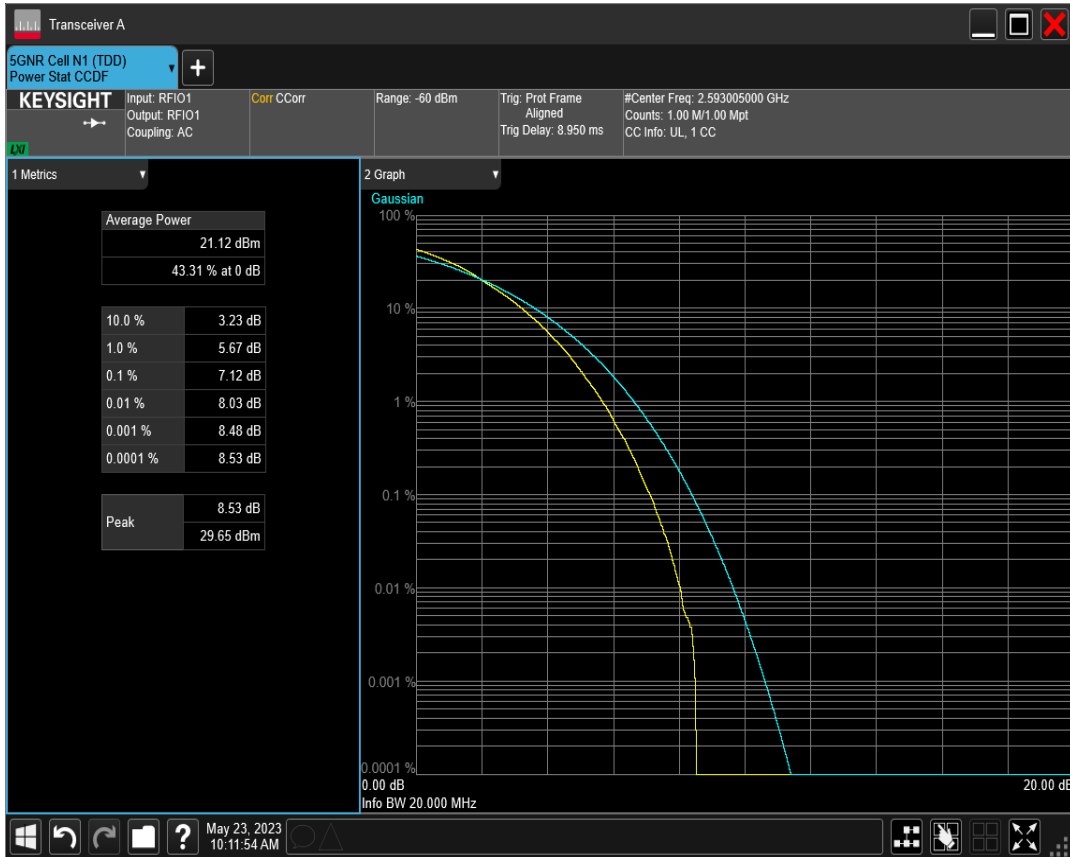 Transceiver A
5GNR Cell N1 (TDD)
Power Stat CCDF
+
KEYSIGHT
LXI
Input: RFIO1
Output: RFIO1
Coupling: AC
Corr CCorr
Range: -60 dBm
Trig: Prot Frame
Aligned
Trig Delay: 8.950 ms
#Center Freq: 2.593005000 GHz
Counts: 1.00 M/1.00 Mpt
CC Info: UL, 1 CC
1 Metrics
Average Power
21.12 dBm
43.31 % at 0 dB
10.0 % 3.23 dB
1.0 % 5.67 dB
0.1 % 7.12 dB
0.01 % 8.03 dB
0.001 % 8.48 dB
0.0001 % 8.53 dB
Peak
8.53 dB
29.65 dBm
2 Graph
Gaussian
100 %
10 %
1 %
0.1 %
0.01 %
0.001 %
0.0001 %
0.00 dB 20.00 dB
Info BW 20.000 MHz
?
May 23, 2023
10:11:54 AM